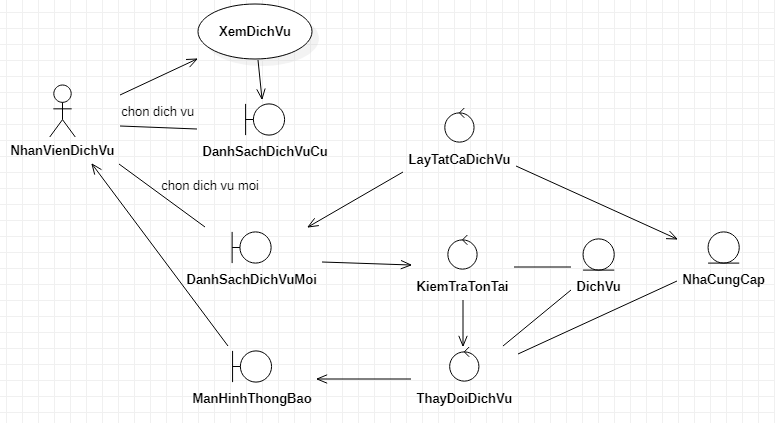 XemDichVu
chon dich vu
NhanVienDichVu
DanhSachDichVuCu
LayTatCaDichVu
chon dich vu moi
DanhSachDichVuMoi
KiemTraTonTai
DichVu
NhaCungCap
ManHinhThongBao
ThayDoiDichVu